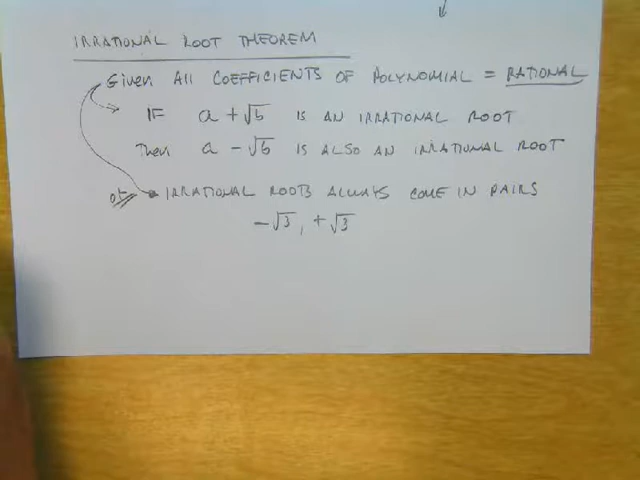 IRRATIONAL ROOT THEOREM
Given All COEFFICIENTS OF POLYNOMIAL = RATIONAL
IF a + √b IS AN IRRATIONAL ROOT
Then a - √b IS ALSO AN IRRATIONAL ROOT
or IRRATIONAL ROOTS ALWAYS COME IN PAIRS
-√3, +√3